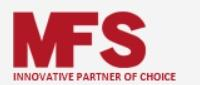 MFS
INNOVATIVE PARTNER OF CHOICE